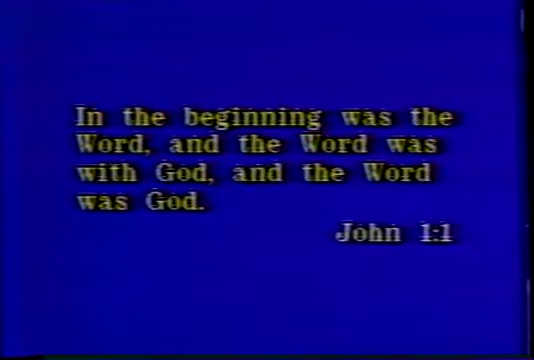 In the beginning was the
Word, and the Word was
with God, and the Word
was God.
John 1:1